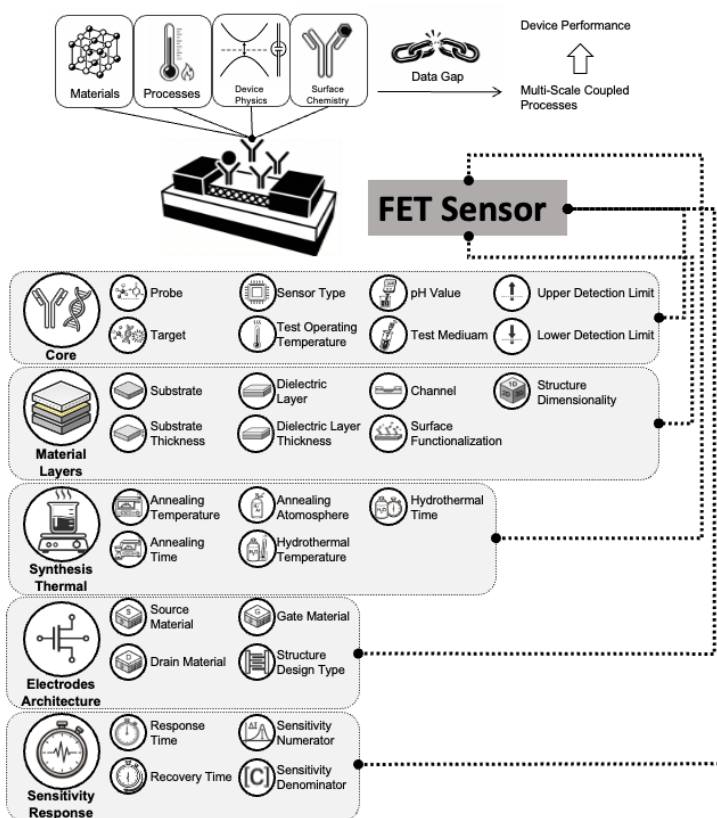 Materials
Processes
Device
Physics
Surface
Chemistry
Data Gap
Device Performance
Multi-Scale Coupled
Processes
FET Sensor
Core
Probe
Target
Sensor Type
Test Operating
Temperature
pH Value
Test Mediuam
Upper Detection Limit
Lower Detection Limit
Material
Layers
Substrate
Substrate
Thickness
Dielectric
Layer
Dielectric Layer
Thickness
Channel
Surface
Functionalization
1D
Structure
Dimensionality
Synthesis
Thermal
Annealing
Temperature
Annealing
Time
Annealing
Atomosphere
Hydrothermal
Temperature
Hydrothermal
Time
Electrodes
Architecture
S
Source
Material
D
Drain Material
G
Gate Material
Structure
Design Type
Sensitivity
Response
Response
Time
Recovery Time
ΔI
Sensitivity
Numerator
[C]
Sensitivity
Denominator